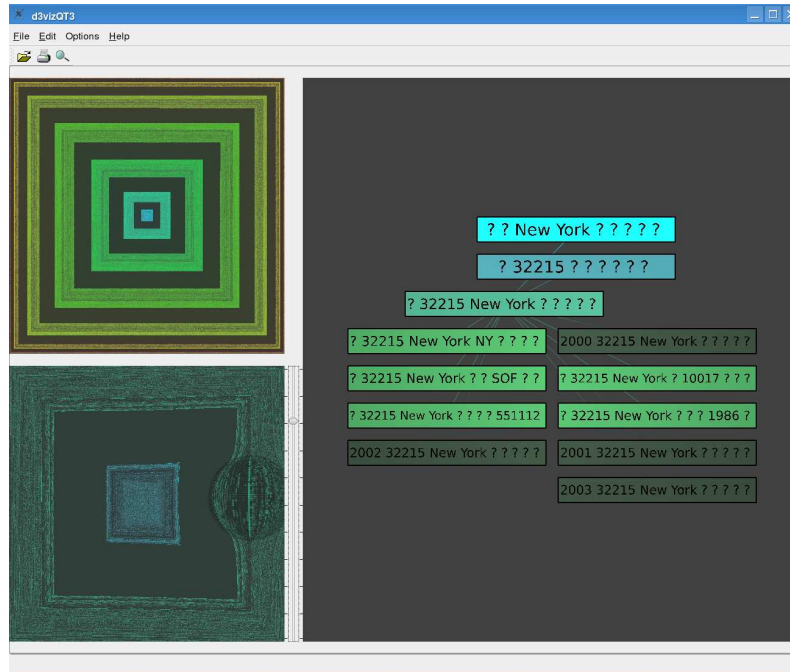 d3vizQT3
File Edit Options Help
? ? New York ? ? ? ? ?
? 32215 ? ? ? ? ? ?
? 32215 New York ? ? ? ? ?
? 32215 New York NY ? ? ? ?
2000 32215 New York ? ? ? ? ?
? 32215 New York ? ? SOF ? ?
? 32215 New York ? 10017 ? ? ?
? 32215 New York ? ? ? ? 551112
? 32215 New York ? ? ? 1986 ?
2002 32215 New York ? ? ? ? ?
2001 32215 New York ? ? ? ? ?
2003 32215 New York ? ? ? ? ?